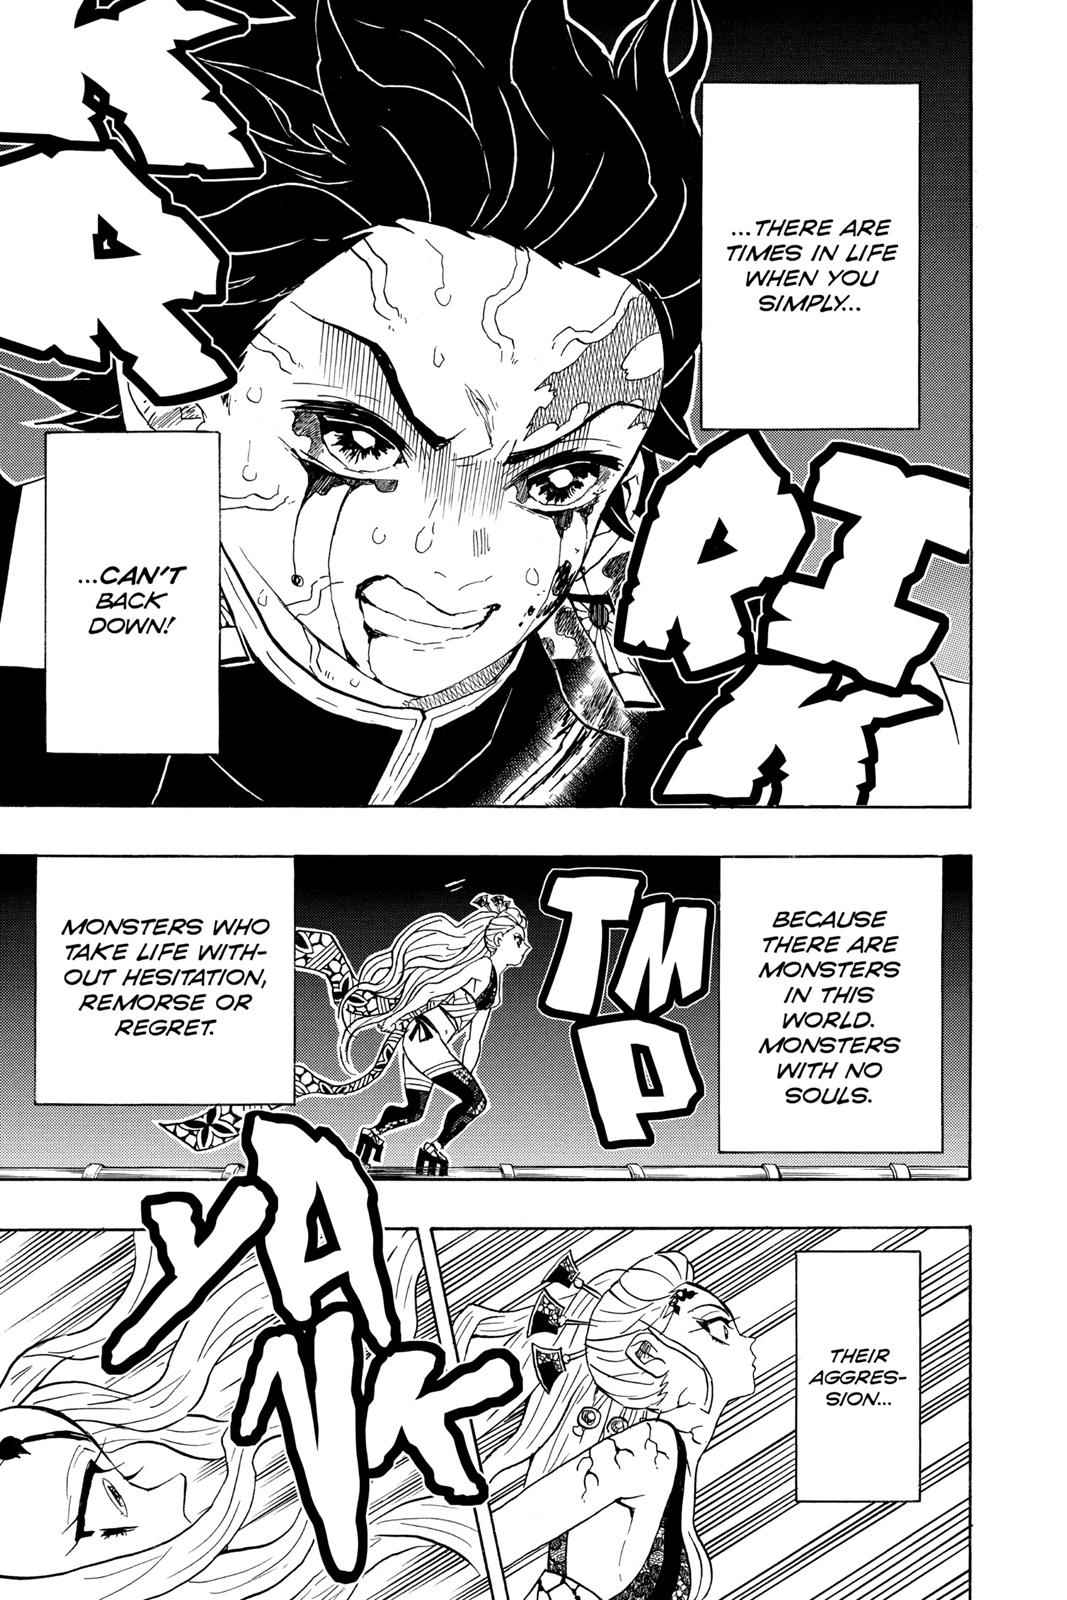 ...THERE ARE
TIMES IN LIFE
WHEN YOU
SIMPLY...
...CAN'T
BACK
DOWN!
BECAUSE
THERE ARE
MONSTERS
IN THIS
WORLD.
MONSTERS
WITH NO
SOULS.
TMP
MONSTERS WHO
TAKE LIFE WITH-
OUT HESITATION,
REMORSE OR
REGRET.
THEIR
AGGRES-
SION...
YANK